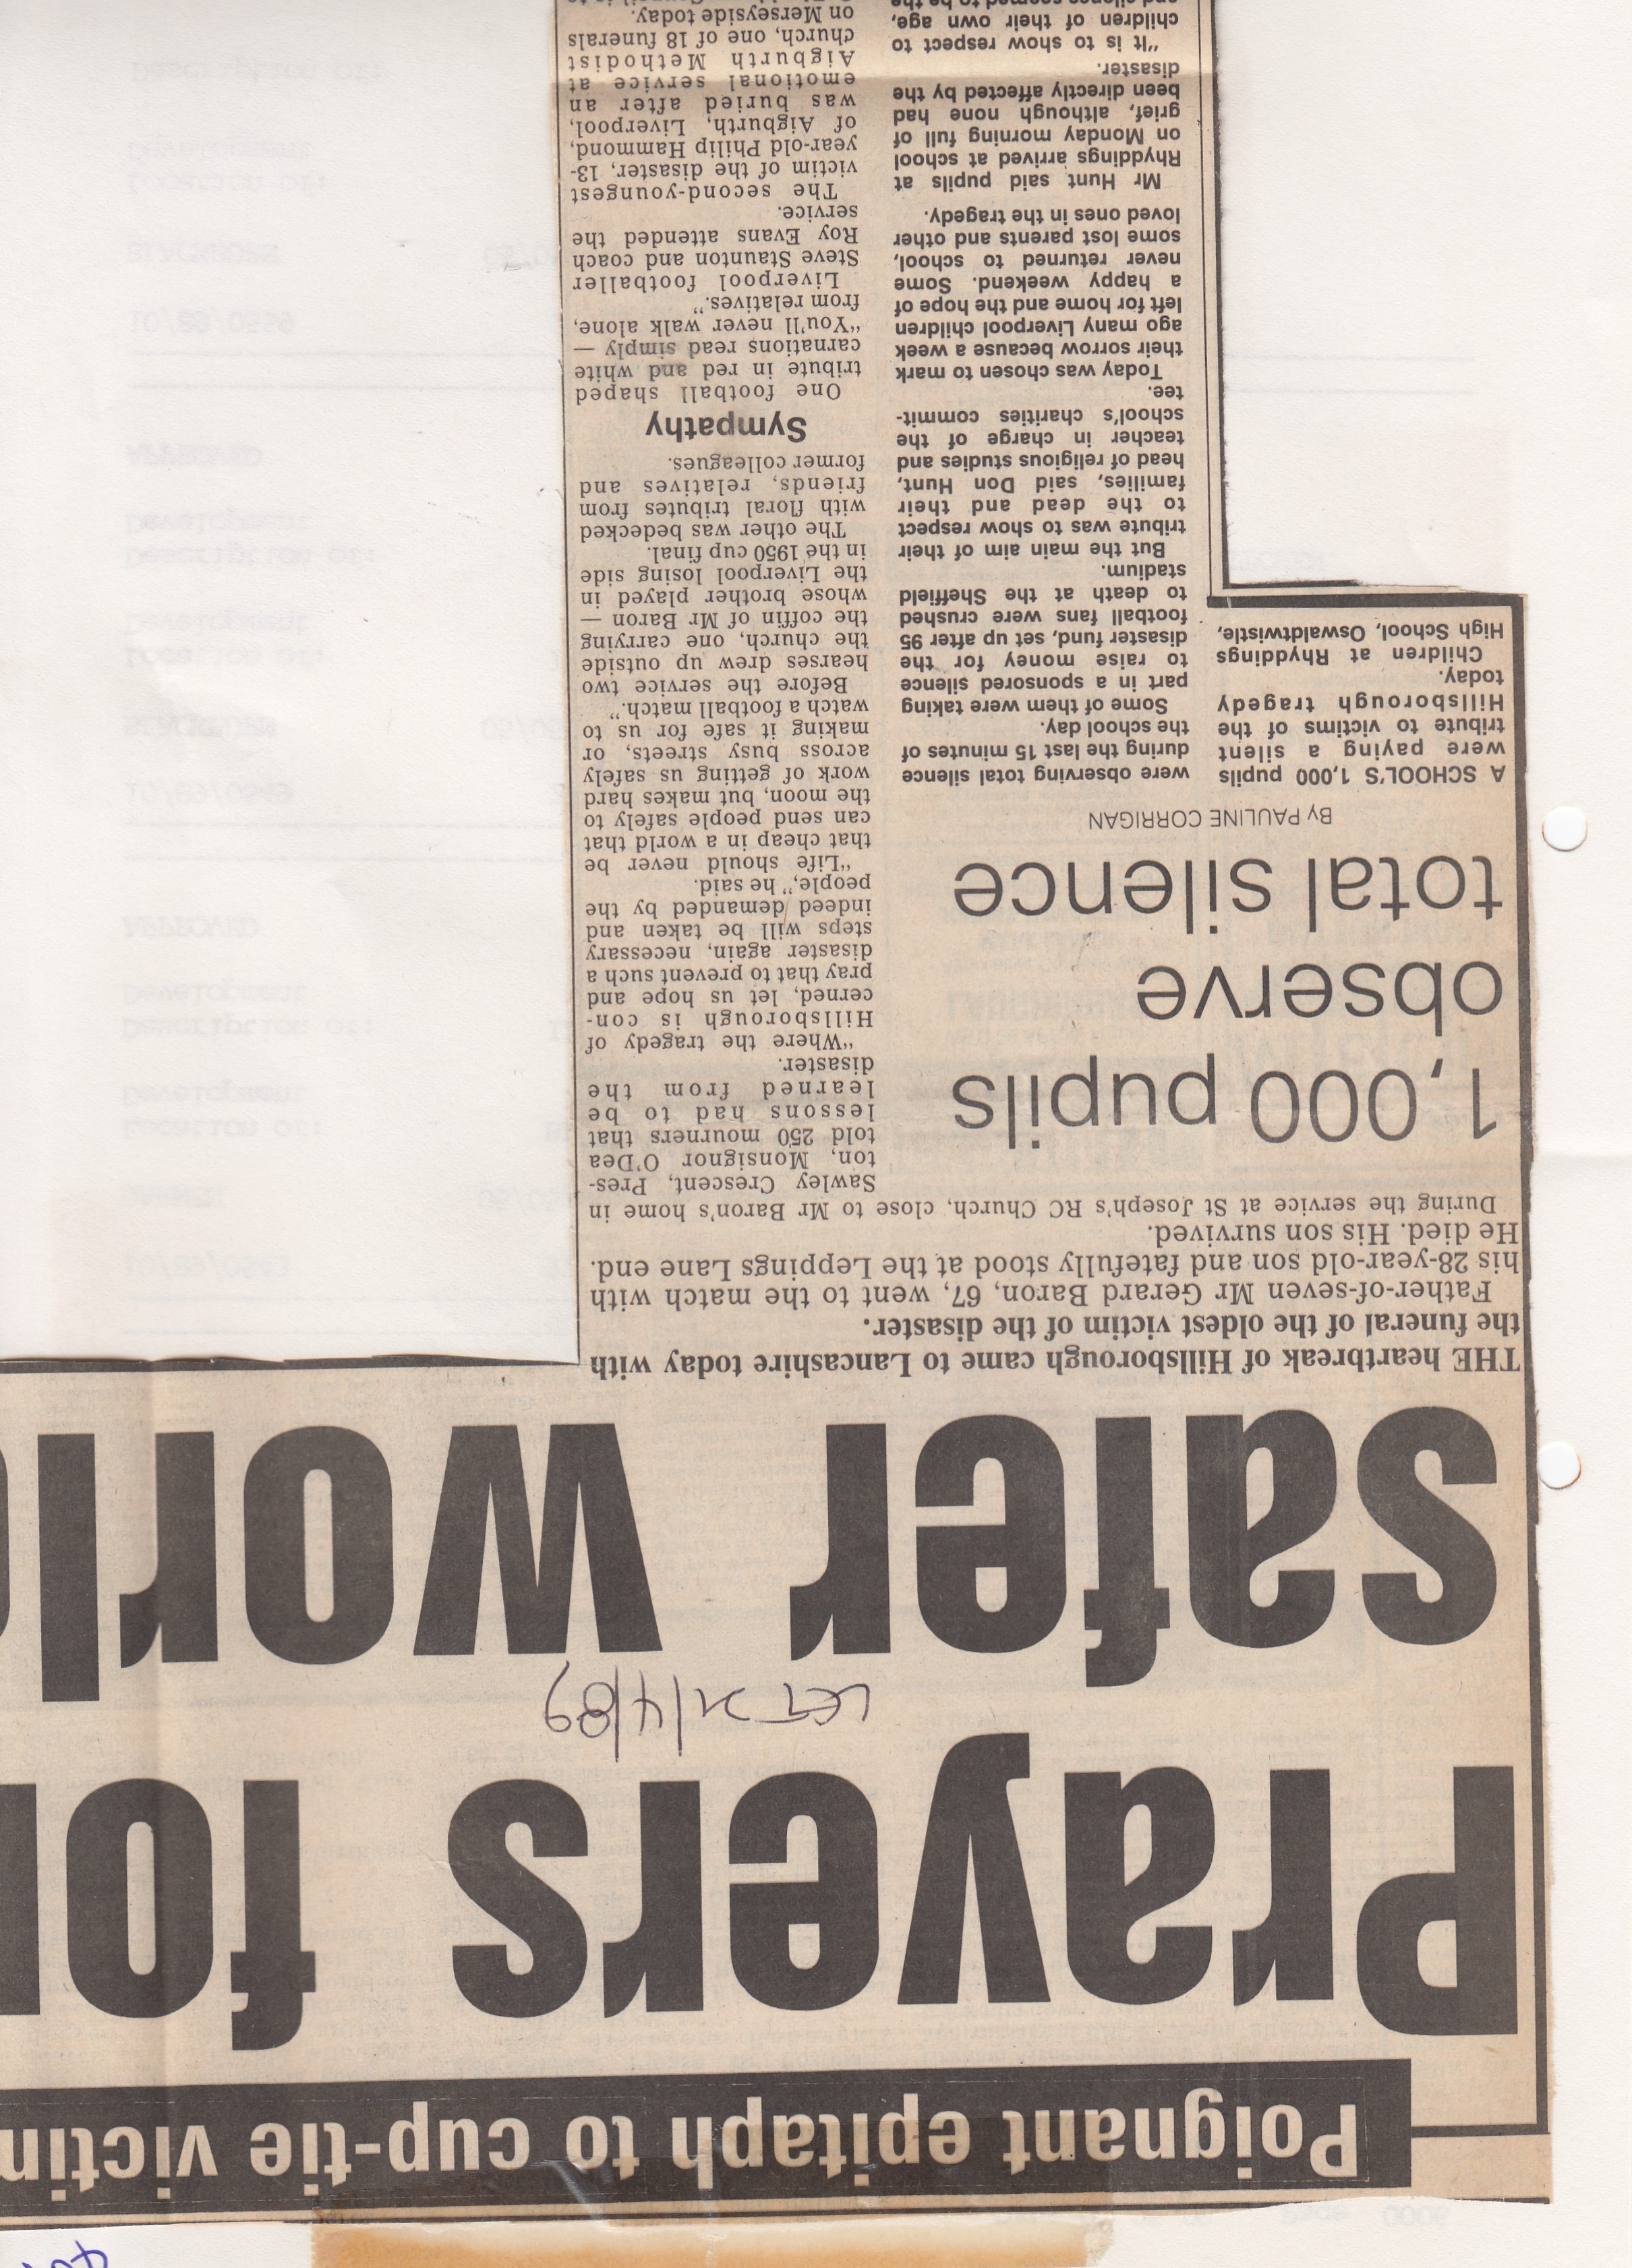 Poignant epitaph to cup-tie victim
Prayers for
LET 21/4/89
safer worl
THE heartbreak of Hillsborough came to Lancashire today with
the funeral of the oldest victim of the disaster.
Father-of-seven Mr Gerard Baron, 67, went to the match with
his 28-year-old son and fatefully stood at the Leppings Lane end.
He died. His son survived.
During the service at St Joseph's RC Church, close to Mr Baron's home in
Sawley Crescent, Pres-
ton, Monsignor O'Dea
told 250 mourners that
lessons had to be
learned from the
disaster.
"Where the tragedy of
Hillsborough is con-
cerned, let us hope and
pray that to prevent such a
disaster again, necessary
steps will be taken and
indeed demanded by the
people," he said.
"Life should never be
that cheap in a world that
can send people safely to
the moon, but makes hard
work of getting us safely
across busy streets, or
making it safe for us to
watch a football match."
Before the service two
hearses drew up outside
the church, one carrying
the coffin of Mr Baron —
whose brother played in
the Liverpool losing side
in the 1950 cup final.
The other was bedecked
with floral tributes from
friends, relatives and
former colleagues.
Sympathy
One football shaped
tribute in red and white
carnations read simply —
"You'll never walk alone,
from relatives."
Liverpool footballer
Steve Staunton and coach
Roy Evans attended the
service.
The second-youngest
victim of the disaster, 13-
year-old Philip Hammond,
of Aigburth, Liverpool,
was buried after an
emotional service at
Aigburth Methodist
church, one of 18 funerals
on Merseyside today.
1,000 pupils
observe
total silence
By PAULINE CORRIGAN
A SCHOOL'S 1,000 pupils
were paying a silent
tribute to victims of the
Hillsborough tragedy
today.
Children at Rhyddings
High School, Oswaldtwistle,
were observing total silence
during the last 15 minutes of
the school day.
Some of them were taking
part in a sponsored silence
to raise money for the
disaster fund, set up after 95
football fans were crushed
to death at the Sheffield
stadium.
But the main aim of their
tribute was to show respect
to the dead and their
families, said Don Hunt,
head of religious studies and
teacher in charge of the
school's charities commit-
tee.
Today was chosen to mark
their sorrow because a week
ago many Liverpool children
left for home and the hope of
a happy weekend. Some
never returned to school,
some lost parents and other
loved ones in the tragedy.
Mr Hunt said pupils at
Rhyddings arrived at school
on Monday morning full of
grief, although none had
been directly affected by the
disaster.
"It is to show respect to
children of their own age,
and silence seemed to be the